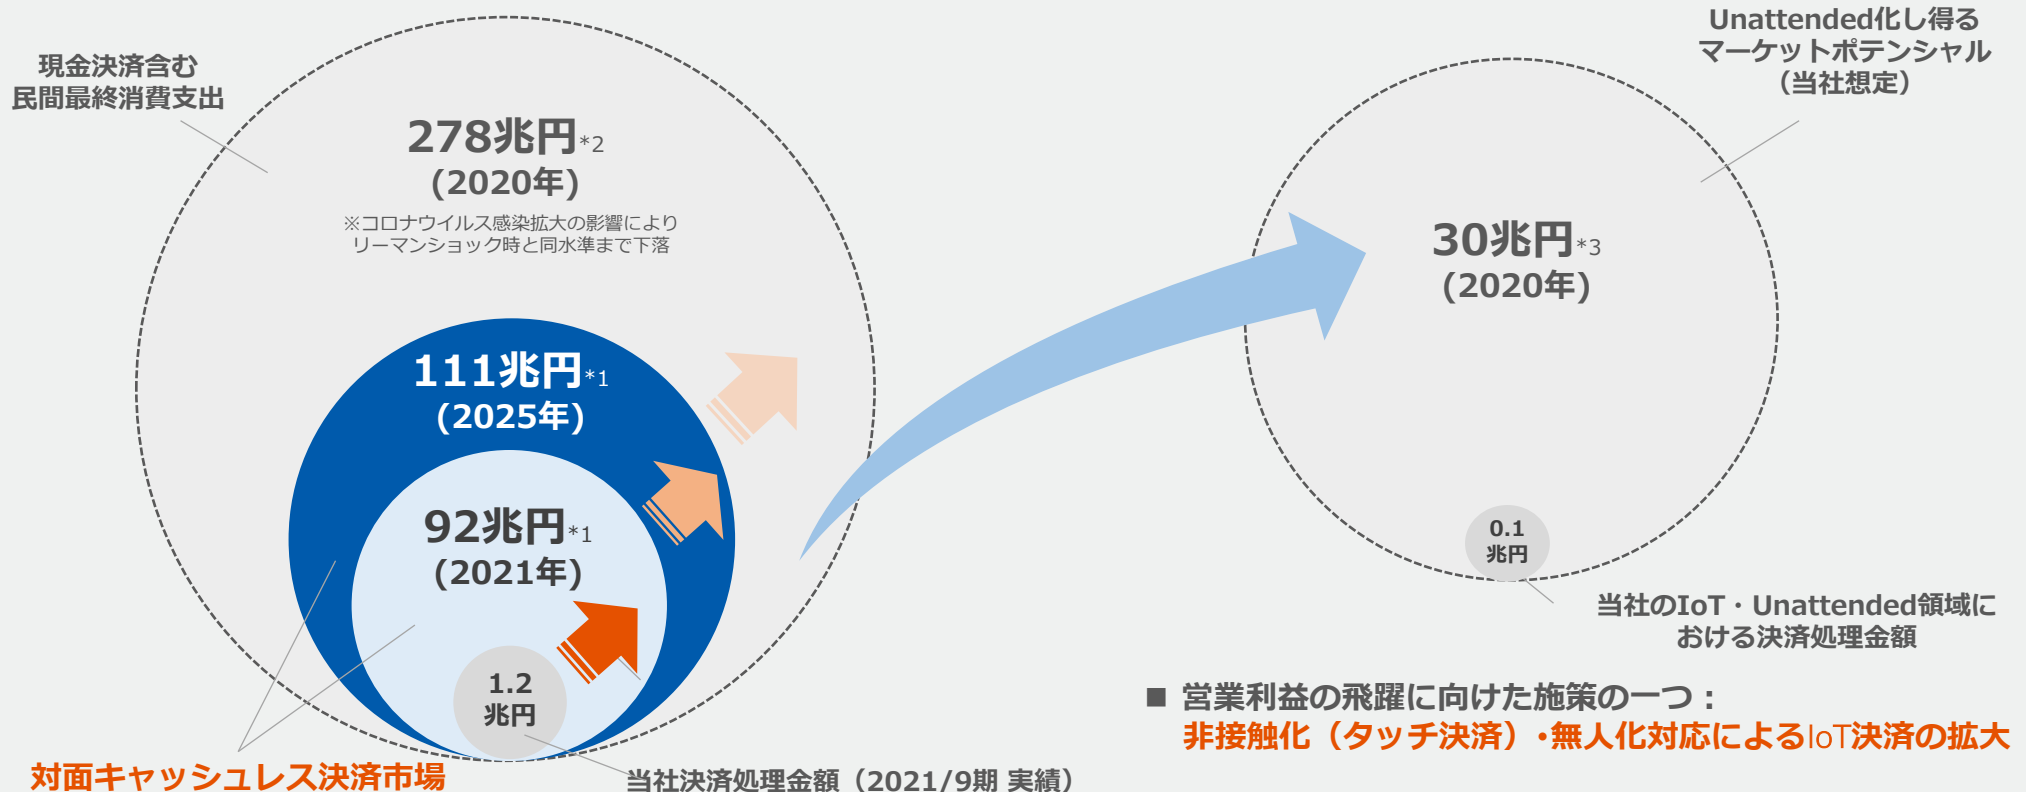 現金決済含む
民間最終消費支出
278兆円*2
(2020年)
※コロナウイルス感染拡大の影響により
リーマンショック時と同水準まで下落
111兆円*1
(2025年)
92兆円*1
(2021年)
1.2
兆円
対面キャッシュレス決済市場
当社決済処理金額（2021/9期 実績）
Unattended化し得る
マーケットポテンシャル
（当社想定）
30兆円*3
(2020年)
0.1
兆円
当社のIoT・Unattended領域に
おける決済処理金額
■ 営業利益の飛躍に向けた施策の一つ：
非接触化（タッチ決済）・無人化対応によるIoT決済の拡大